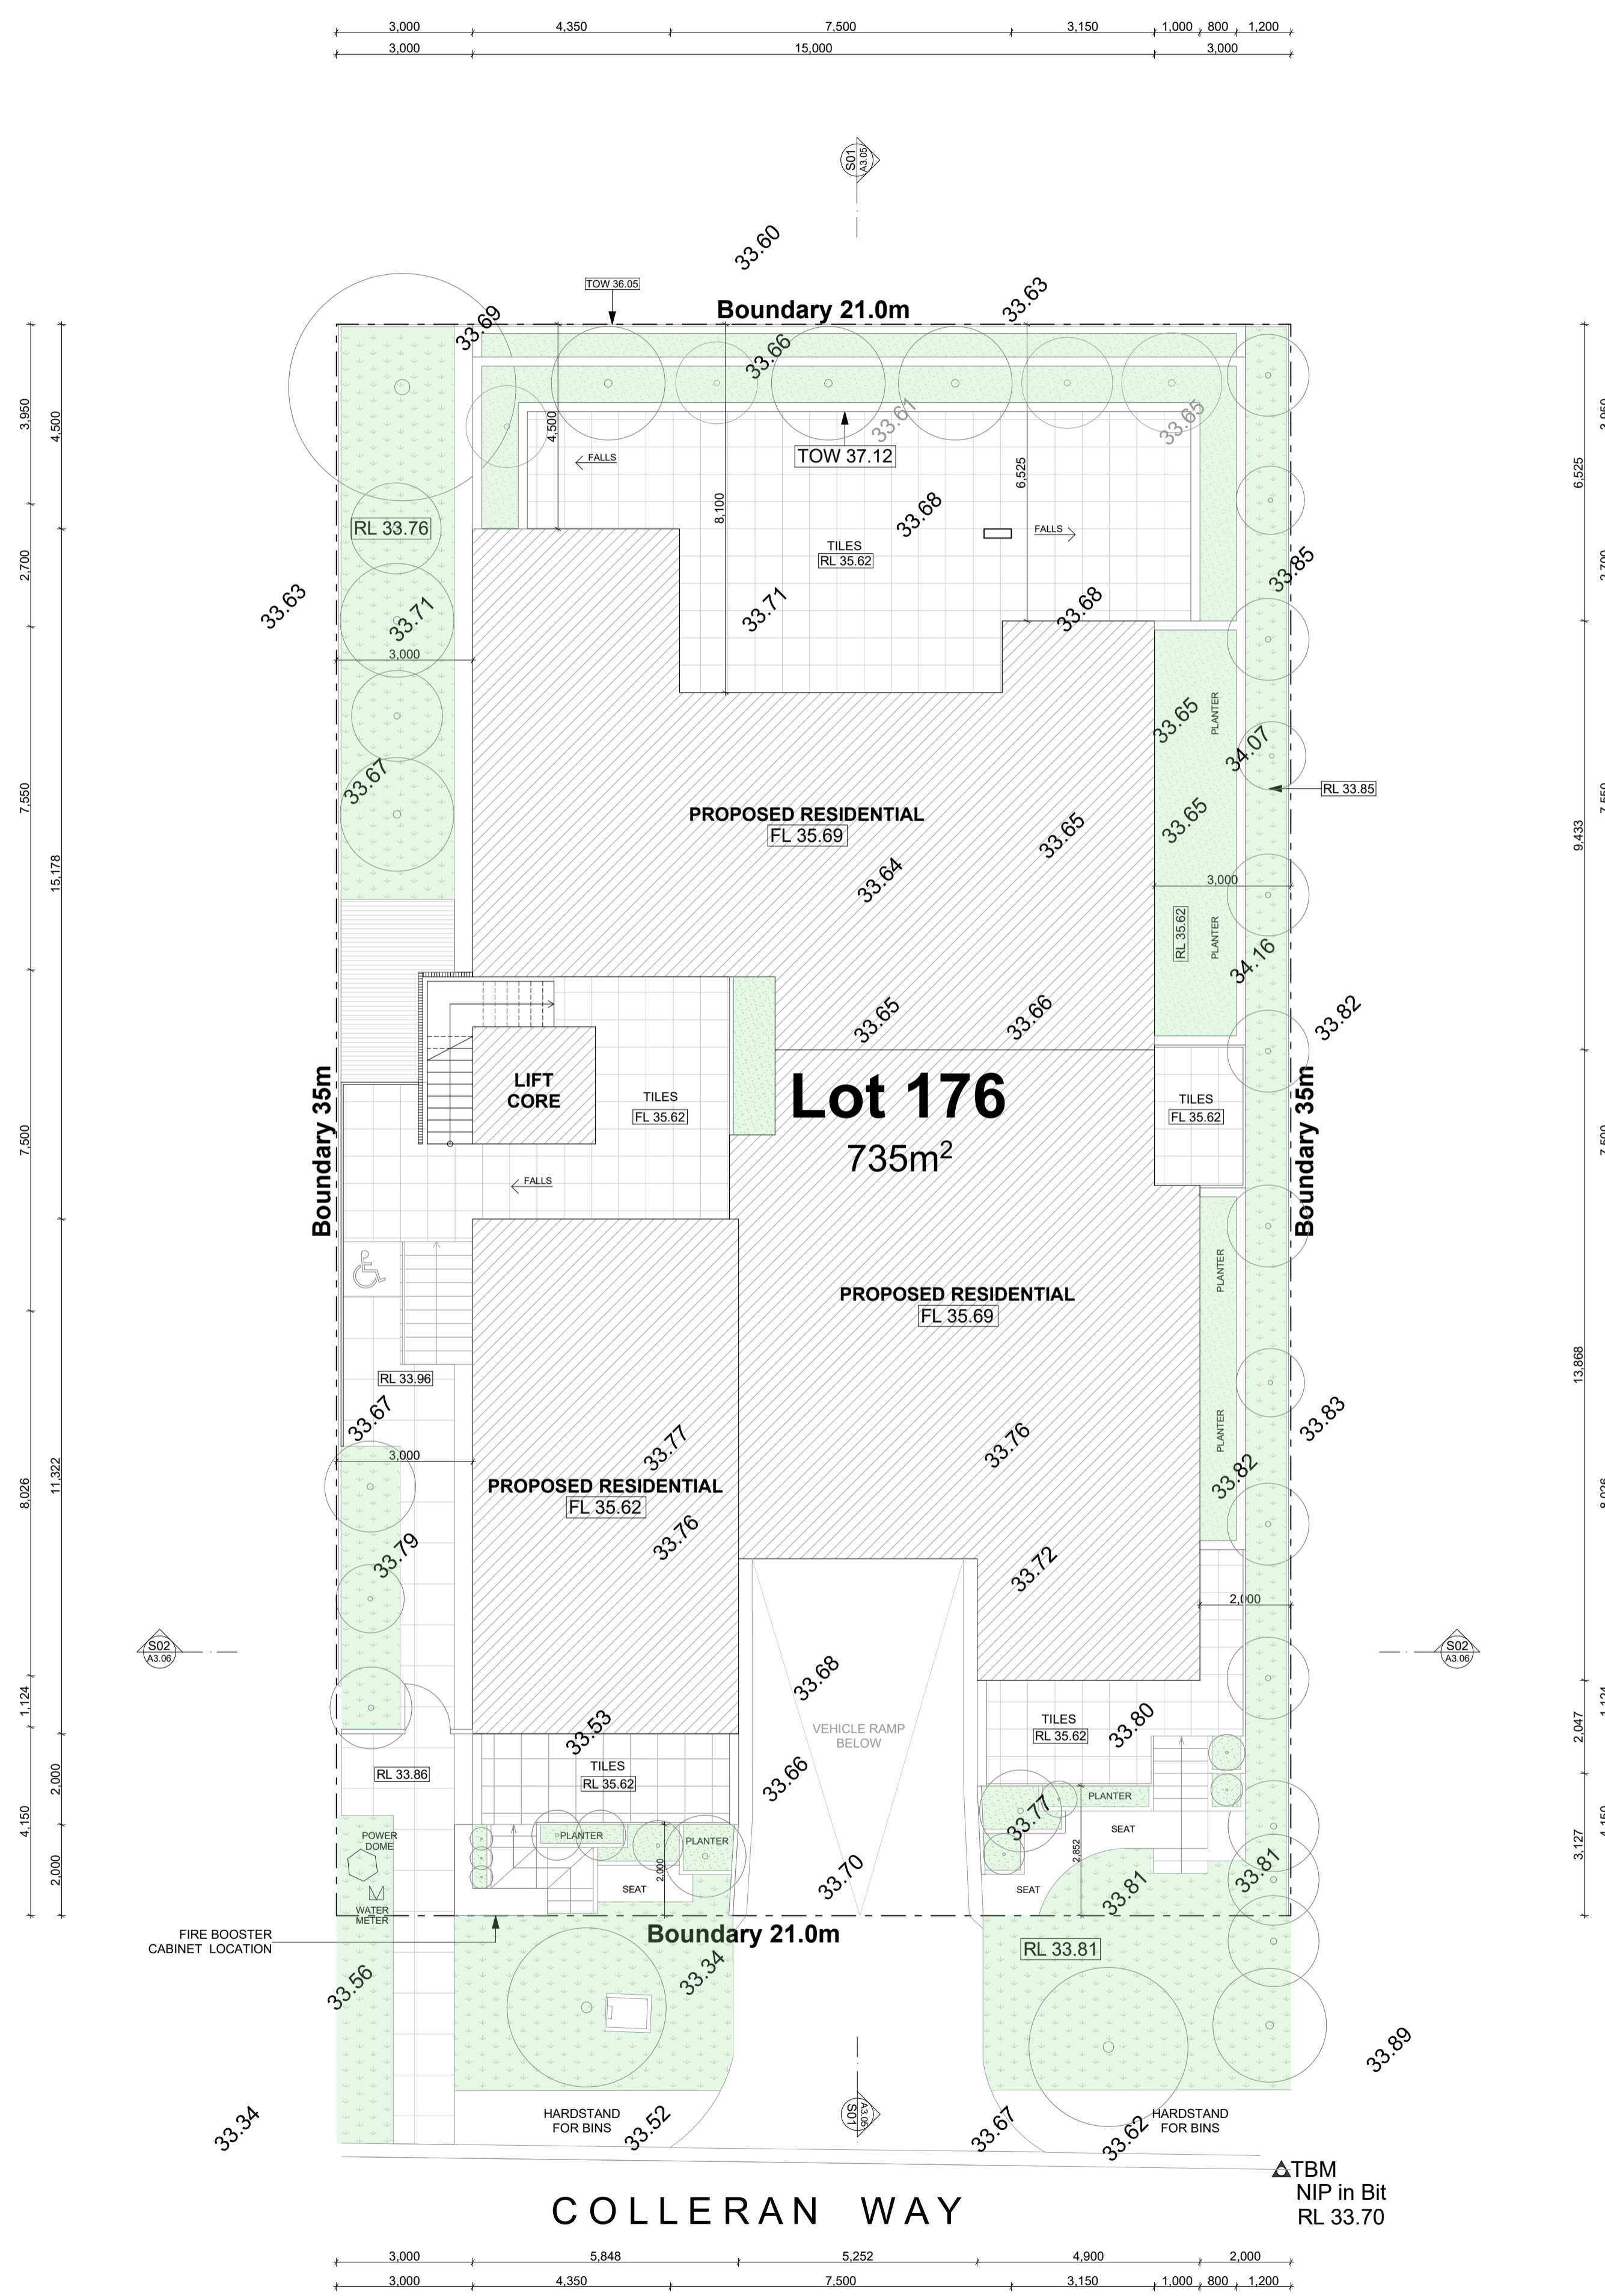 3,000 4,350 7,500 3,150 1,000 800 1,200
3,000 15,000 3,000
S01
A3.05
33.60
TOW 36.05
Boundary 21.0m
33.63
33.69
33.66
33.61
33.65
3,950
4,500
4,500
FALLS
TOW 37.12
6,525
6,525
8,100
RL 33.76
33.68
FALLS
TILES
RL 35.62
2,700
33.63
33.71
33.71
33.68
33.85
3,000
33.65
PLANTER
34.07
33.67
RL 33.85
7,550
PROPOSED RESIDENTIAL
FL 35.69
33.65
33.65
9,433
15,178
33.64
3,000
RL 35.62
PLANTER
34.16
33.65
33.66
33.82
LIFT
CORE
TILES
FL 35.62
Lot 176
735m²
TILES
FL 35.62
Boundary 35m
Boundary 35m
7,500
FALLS
PLANTER
PROPOSED RESIDENTIAL
FL 35.69
RL 33.96
13,868
33.67
33.77
33.76
PLANTER
33.83
3,000
33.82
8,026
11,322
PROPOSED RESIDENTIAL
FL 35.62
33.76
33.79
33.72
2,000
S02
A3.06
S02
A3.06
33.68
33.53
VEHICLE RAMP
BELOW
TILES
RL 35.62
33.80
1,124
2,047
2,000
RL 33.86
TILES
RL 35.62
33.66
33.77
PLANTER
4,150
POWER
DOME
PLANTER
PLANTER
SEAT
2,852
3,127
2,000
2,000
SEAT
33.70
SEAT
33.81
33.81
WATER
METER
FIRE BOOSTER
CABINET LOCATION
Boundary 21.0m
RL 33.81
33.56
33.34
33.89
33.34
HARDSTAND
FOR BINS
33.52
S01
A3.05
33.67
33.62
HARDSTAND
FOR BINS
TBM
NIP in Bit
RL 33.70
COLLERAN WAY
3,000 5,848 5,252 4,900 2,000
3,000 4,350 7,500 3,150 1,000 800 1,200